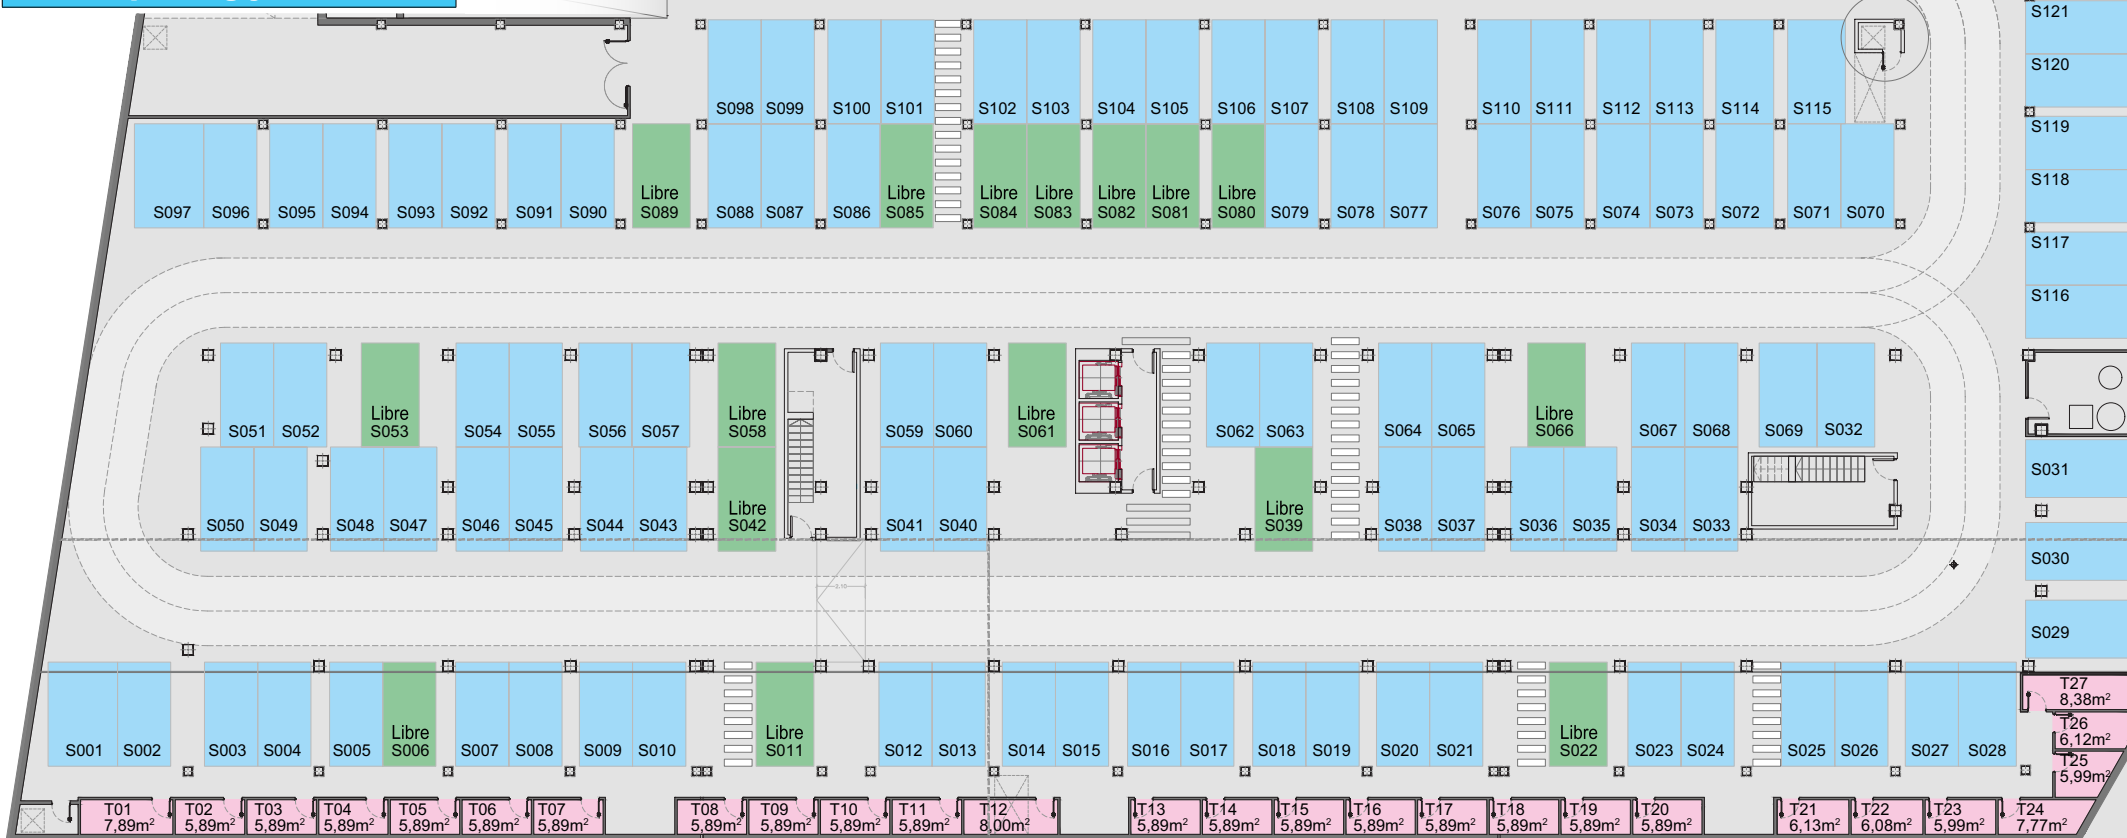 S121
S120
S098 S099 S100 S101 S102 S103 S104 S105 S106 S107 S108 S109 S110 S111 S112 S113 S114 S115
S119
S118
Libre Libre Libre Libre Libre Libre Libre
S097 S096 S095 S094 S093 S092 S091 S090 S089 S088 S087 S086 S085 S084 S083 S082 S081 S080 S079 S078 S077 S076 S075 S074 S073 S072 S071 S070
S117
S116
Libre Libre Libre Libre
S051 S052 S053 S054 S055 S056 S057 S058 S059 S060 S061 S062 S063 S064 S065 S066 S067 S068 S069 S032
S031
Libre Libre
S050 S049 S048 S047 S046 S045 S044 S043 S042 S041 S040 S039 S038 S037 S036 S035 S034 S033
S030
S029
Libre Libre Libre
S001 S002 S003 S004 S005 S006 S007 S008 S009 S010 S011 S012 S013 S014 S015 S016 S017 S018 S019 S020 S021 S022 S023 S024 S025 S026 S027 S028
T27
8,38m²
T26
6,12m²
T25
5,99m²
T01 T02 T03 T04 T05 T06 T07 T08 T09 T10 T11 T12 T13 T14 T15 T16 T17 T18 T19 T20 T21 T22 T23 T24
7,89m² 5,89m² 5,89m² 5,89m² 5,89m² 5,89m² 5,89m² 5,89m² 5,89m² 5,89m² 5,89m² 8,00m² 5,89m² 5,89m² 5,89m² 5,89m² 5,89m² 5,89m² 5,89m² 5,89m² 6,13m² 6,08m² 5,99m² 7,77m²